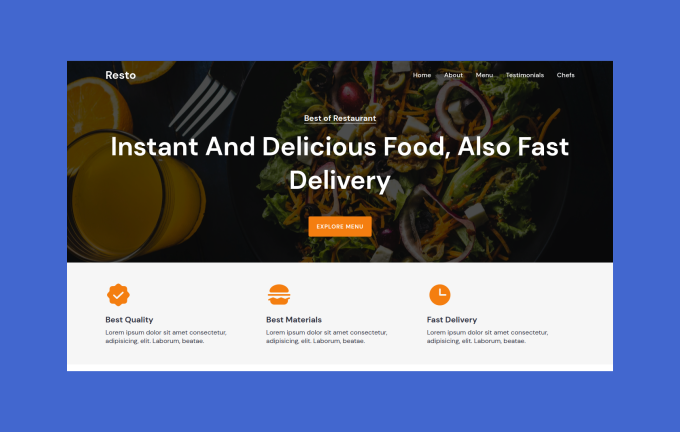 Resto
Home About Menu Testimonials Chefs
Best of Restaurant
Instant And Delicious Food, Also Fast
Delivery
EXPLORE MENU
Best Quality
Lorem ipsum dolor sit amet consectetur,
adipisicing, elit. Laborum, beatae.
Best Materials
Lorem ipsum dolor sit amet consectetur,
adipisicing, elit. Laborum, beatae.
Fast Delivery
Lorem ipsum dolor sit amet consectetur,
adipisicing, elit. Laborum, beatae.